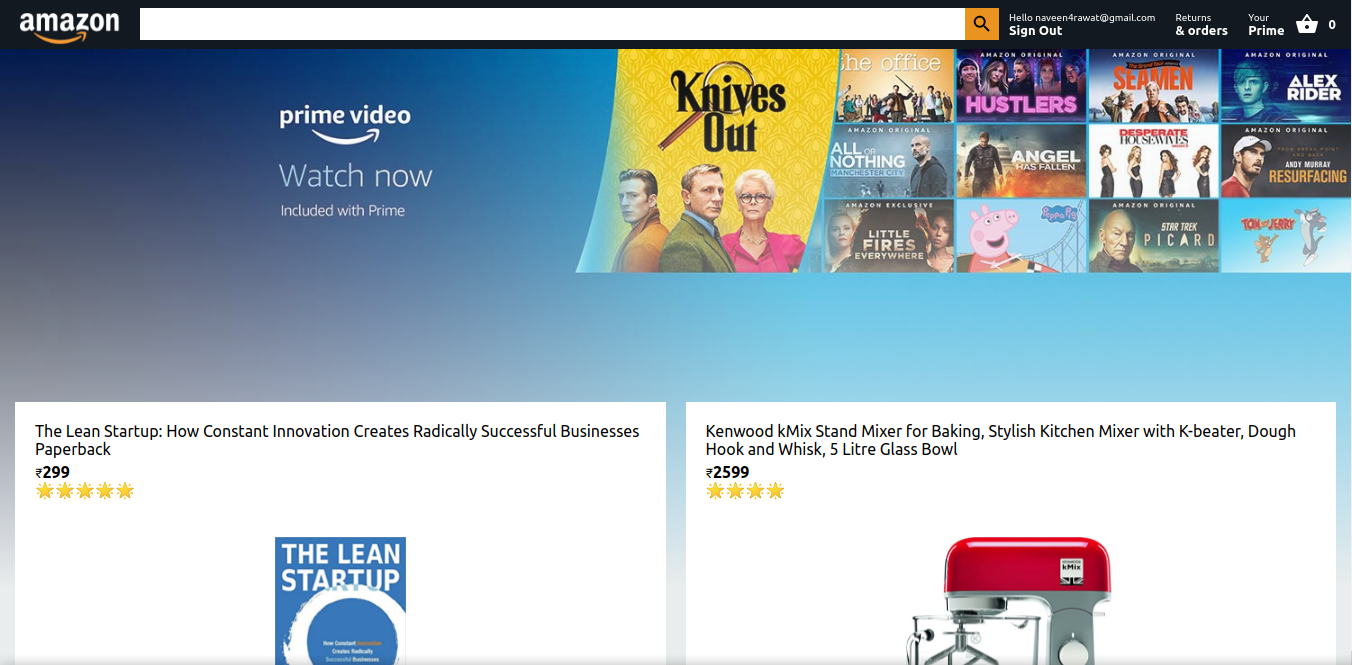 amazon
Hello naveen4rawat@gmail.com
Sign Out
Returns
& orders
Your
Prime
0
prime video
Watch now
Included with Prime
Knives
Out
the office
AMAZON ORIGINAL
HUSTLERS
AMAZON ORIGINAL
SEAMEN
AMAZON ORIGINAL
ALEX
RIDER
AMAZON ORIGINAL
ALL OR
NOTHING
MANCHESTER CITY
ANGEL
HAS FALLEN
DESPERATE
HOUSEWIVES
AMAZON ORIGINAL
FROM BREAK POINT
AND BACK
ANDY MURRAY
RESURFACING
AMAZON EXCLUSIVE
LITTLE
FIRES
EVERYWHERE
Peppa Pig
AMAZON ORIGINAL
STAR TREK
PICARD
TOM and JERRY
The Lean Startup: How Constant Innovation Creates Radically Successful Businesses
Paperback
₹299
Kenwood kMix Stand Mixer for Baking, Stylish Kitchen Mixer with K-beater, Dough
Hook and Whisk, 5 Litre Glass Bowl
₹2599
THE LEAN
STARTUP
How Constant Innovation
Creates Radically
Successful Businesses
KENWOOD
kMix